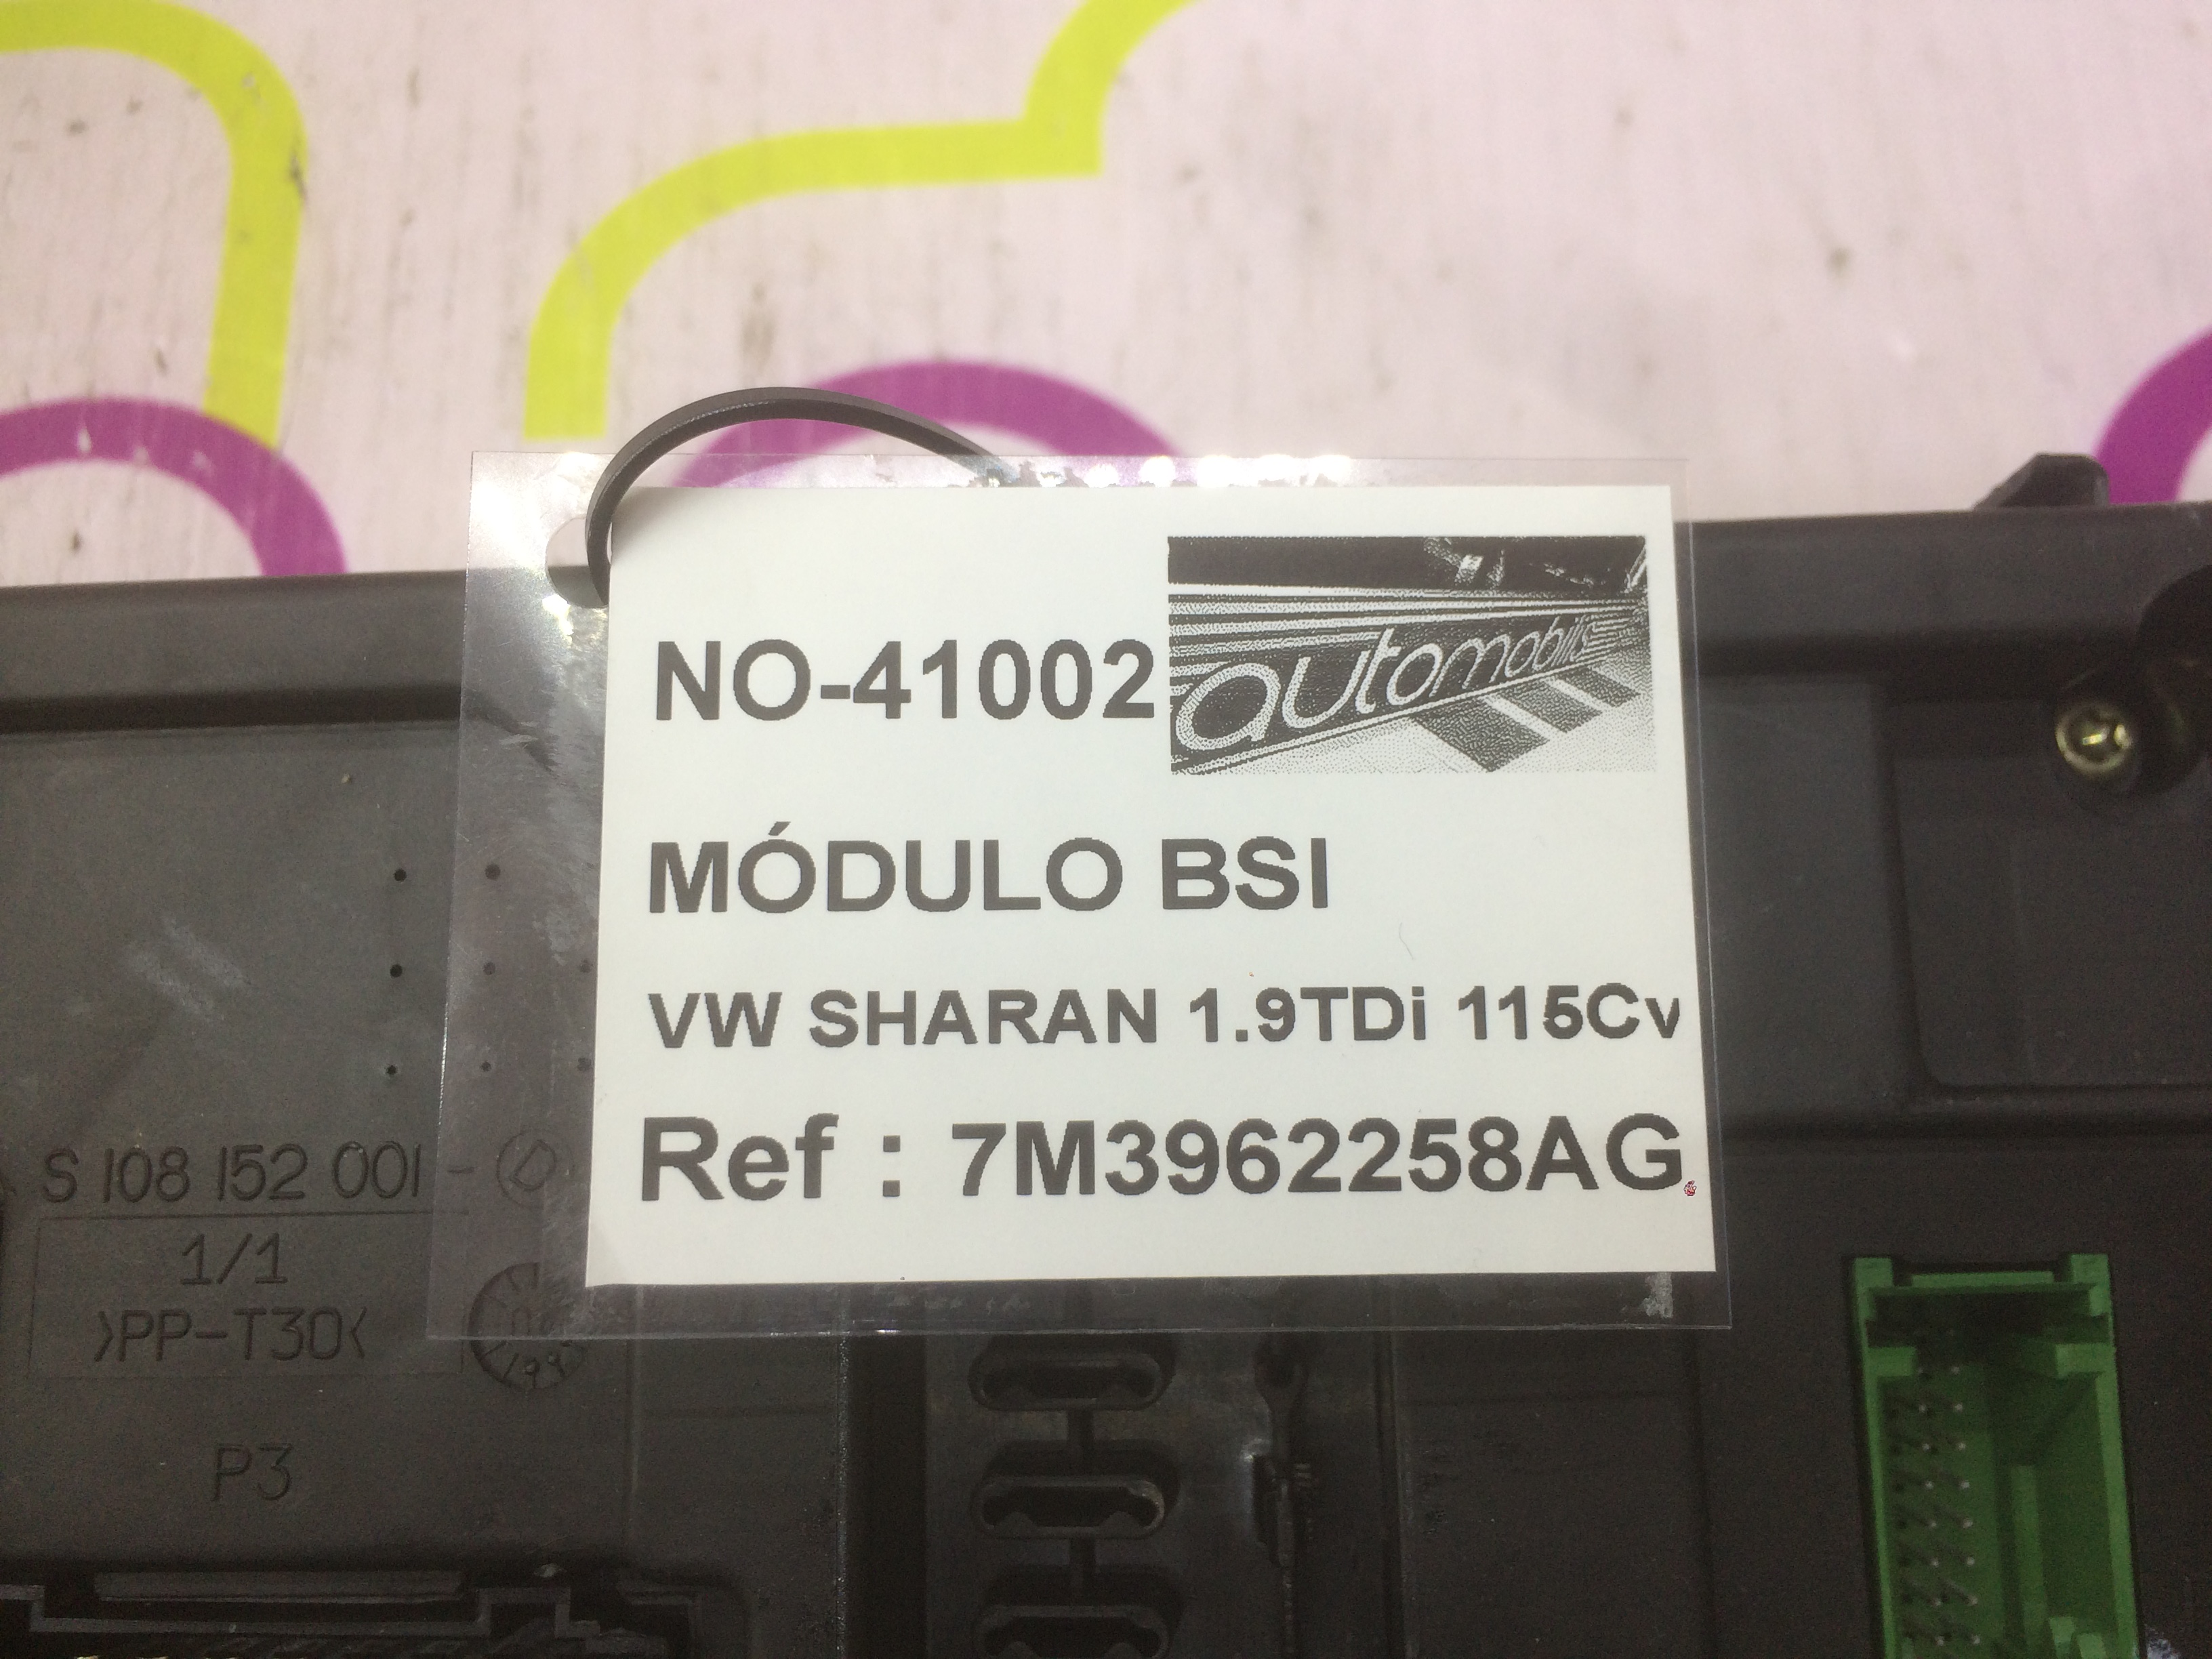 NO-41002
automobilis
MÓDULO BSI
VW SHARAN 1.9TDi 115Cv
Ref : 7M3962258AG
S 108 152 001 - D
1/1
>PP-T30<
P3